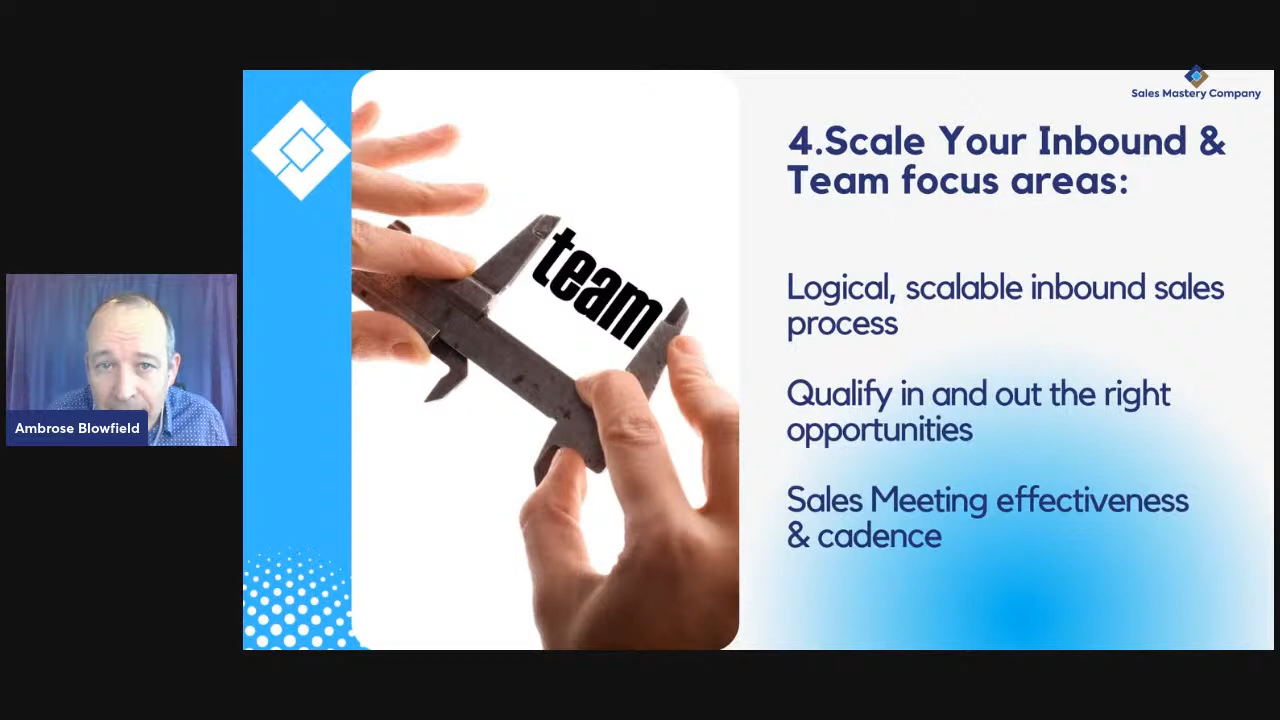 Sales Mastery Company
4.Scale Your Inbound &
Team focus areas:
team
Logical, scalable inbound sales
process
Qualify in and out the right
opportunities
Sales Meeting effectiveness
& cadence
Ambrose Blowfield